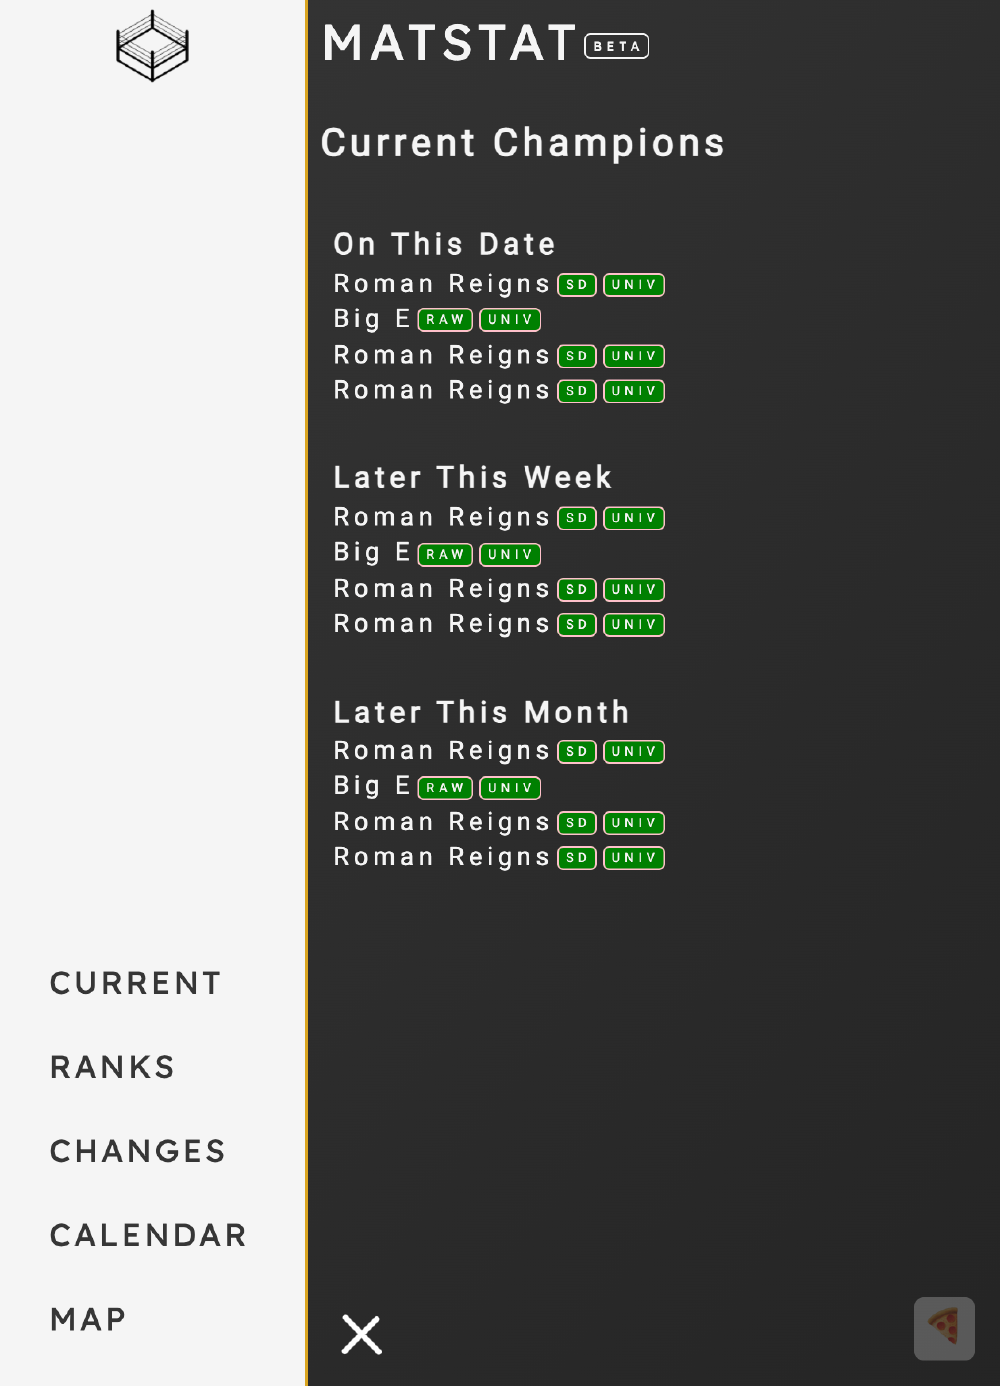 MATSTAT BETA
Current Champions
On This Date
Roman Reigns SD UNIV
Big E RAW UNIV
Roman Reigns SD UNIV
Roman Reigns SD UNIV
Later This Week
Roman Reigns SD UNIV
Big E RAW UNIV
Roman Reigns SD UNIV
Roman Reigns SD UNIV
Later This Month
Roman Reigns SD UNIV
Big E RAW UNIV
Roman Reigns SD UNIV
Roman Reigns SD UNIV
CURRENT
RANKS
CHANGES
CALENDAR
MAP